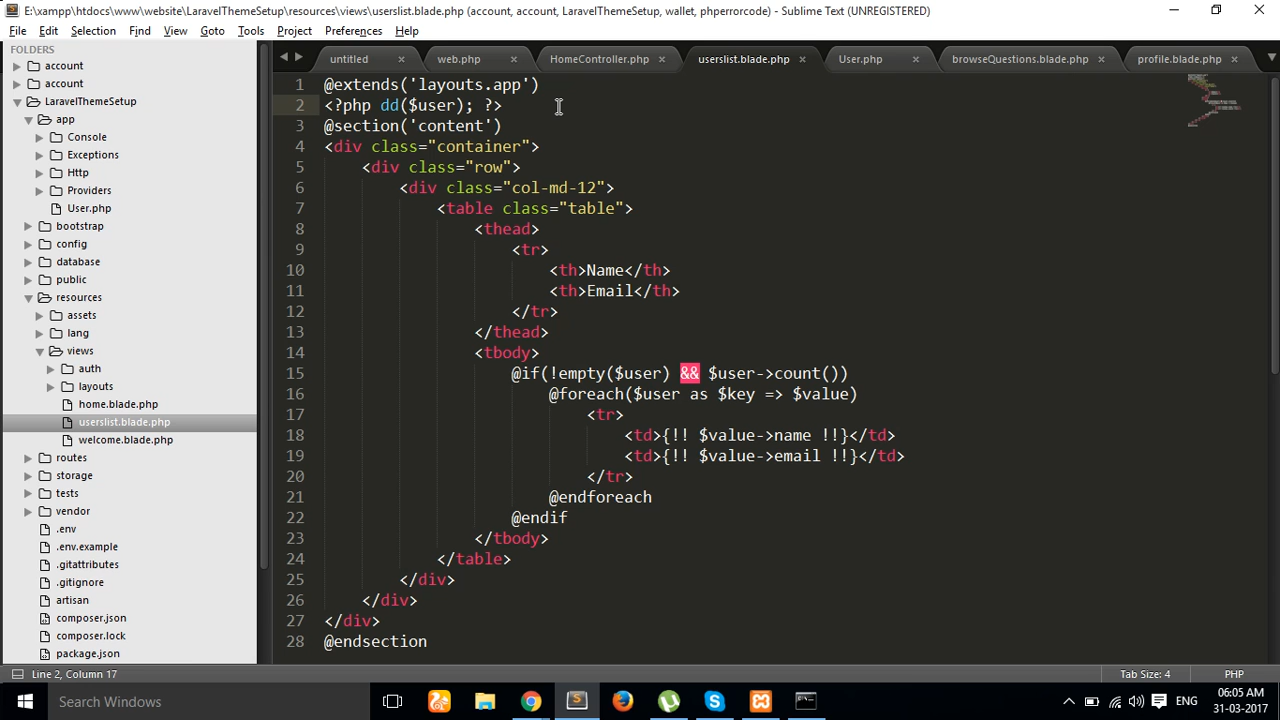 E:\xampp\htdocs\www\website\LaravelThemeSetup\resources\views\userslist.blade.php (account, account, LaravelThemeSetup, wallet, phperrorcode) - Sublime Text (UNREGISTERED)
File Edit Selection Find View Goto Tools Project Preferences Help
FOLDERS
account
account
LaravelThemeSetup
app
Console
Exceptions
Http
Providers
User.php
bootstrap
config
database
public
resources
assets
lang
views
auth
layouts
home.blade.php
userslist.blade.php
welcome.blade.php
routes
storage
tests
vendor
.env
.env.example
.gitattributes
.gitignore
artisan
composer.json
composer.lock
package.json
untitled web.php HomeController.php userslist.blade.php User.php browseQuestions.blade.php profile.blade.php
1 @extends('layouts.app')
2 <?php dd($user); ?>
3 @section('content')
4 <div class="container">
5 <div class="row">
6 <div class="col-md-12">
7 <table class="table">
8 <thead>
9 <tr>
10 <th>Name</th>
11 <th>Email</th>
12 </tr>
13 </thead>
14 <tbody>
15 @if(!empty($user) && $user->count())
16 @foreach($user as $key => $value)
17 <tr>
18 <td>{!! $value->name !!}</td>
19 <td>{!! $value->email !!}</td>
20 </tr>
21 @endforeach
22 @endif
23 </tbody>
24 </table>
25 </div>
26 </div>
27 </div>
28 @endsection
Line 2, Column 17 Tab Size: 4 PHP
Search Windows ENG 06:05 AM
31-03-2017